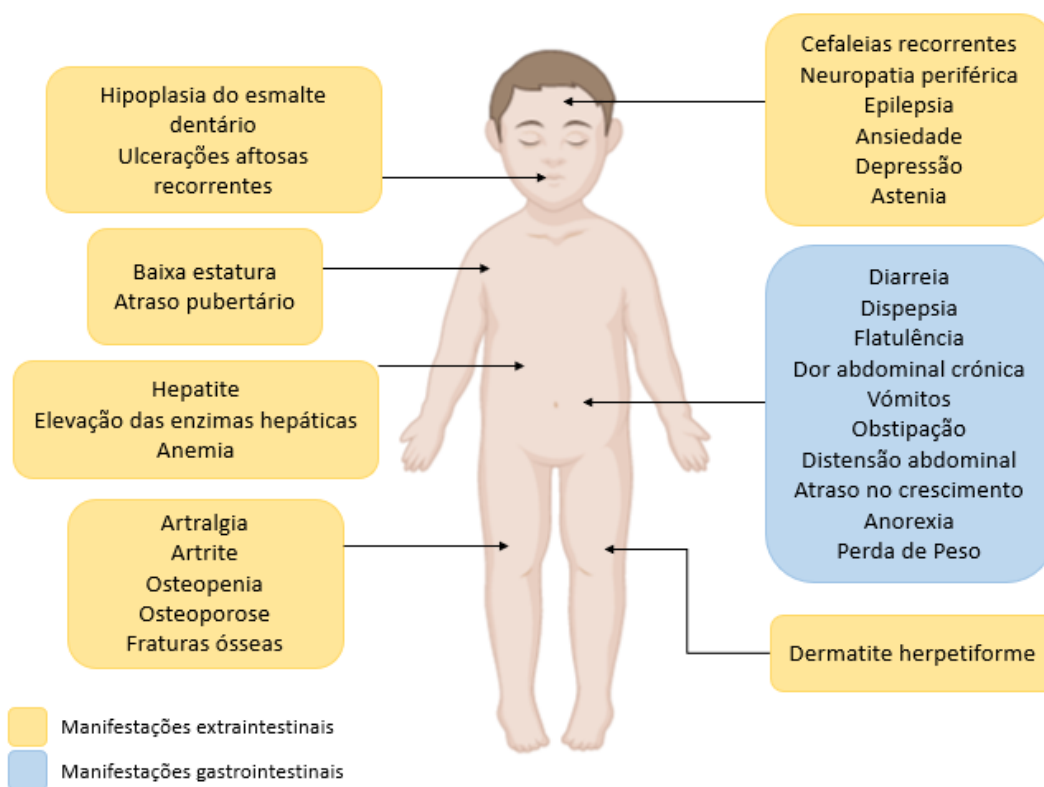 Hipoplasia do esmalte
dentário
Ulcerações aftosas
recorrentes
Baixa estatura
Atraso pubertário
Hepatite
Elevação das enzimas hepáticas
Anemia
Artralgia
Artrite
Osteopenia
Osteoporose
Fraturas ósseas
Cefaleias recorrentes
Neuropatia periférica
Epilepsia
Ansiedade
Depressão
Astenia
Diarreia
Dispepsia
Flatulência
Dor abdominal crónica
Vómitos
Obstipação
Distensão abdominal
Atraso no crescimento
Anorexia
Perda de Peso
Dermatite herpetiforme
Manifestações extraintestinais
Manifestações gastrointestinais